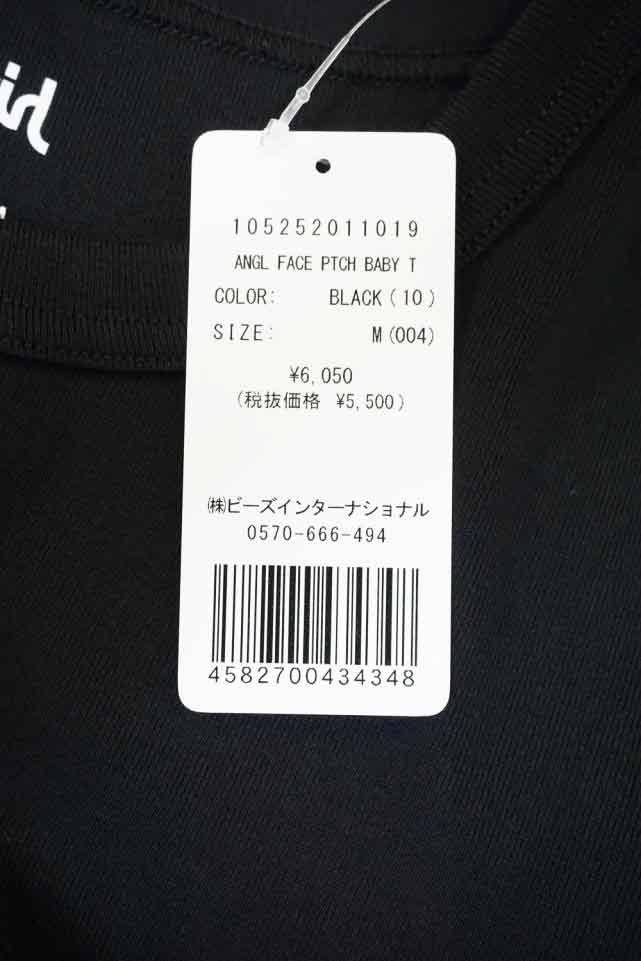 105252011019
ANGL FACE PTCH BABY T
COLOR: BLACK(10)
SIZE: M(004)
¥6,050
(税抜価格 ¥5,500)
㈱ビーズインターナショナル
0570-666-494
4582700434348